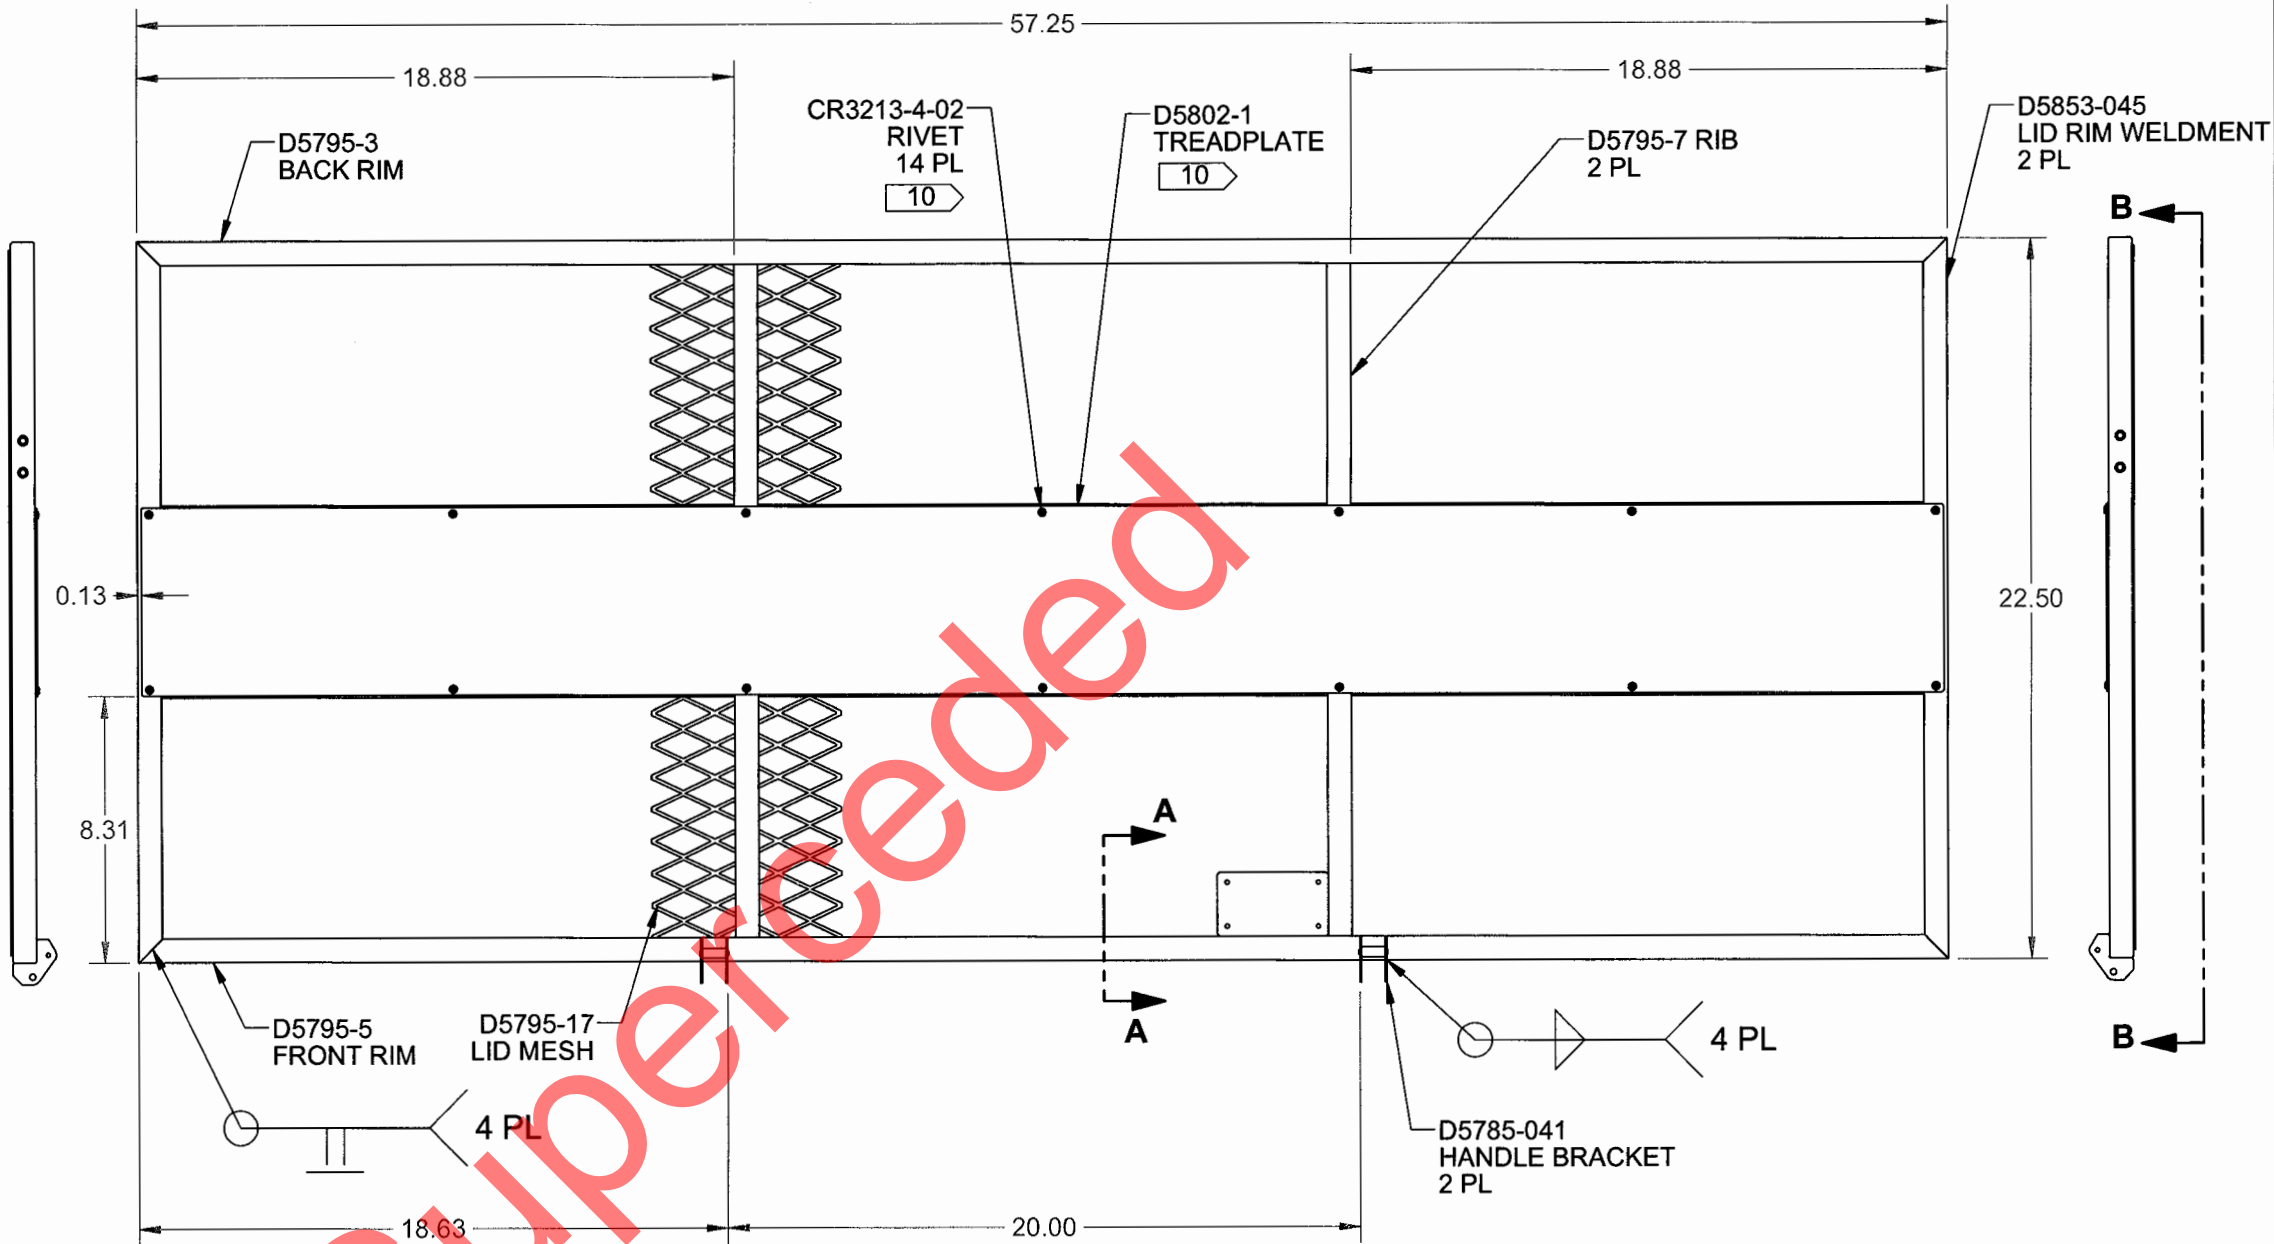 57.25
18.88
18.88
CR3213-4-02
RIVET
14 PL
10
D5802-1
TREADPLATE
10
D5795-7 RIB
2 PL
D5853-045
LID RIM WELDMENT
2 PL
D5795-3
BACK RIM
B
0.13
22.50
8.31
A
A
B
D5795-5
FRONT RIM
D5795-17
LID MESH
4 PL
4 PL
D5785-041
HANDLE BRACKET
2 PL
18.63
20.00
uperceded